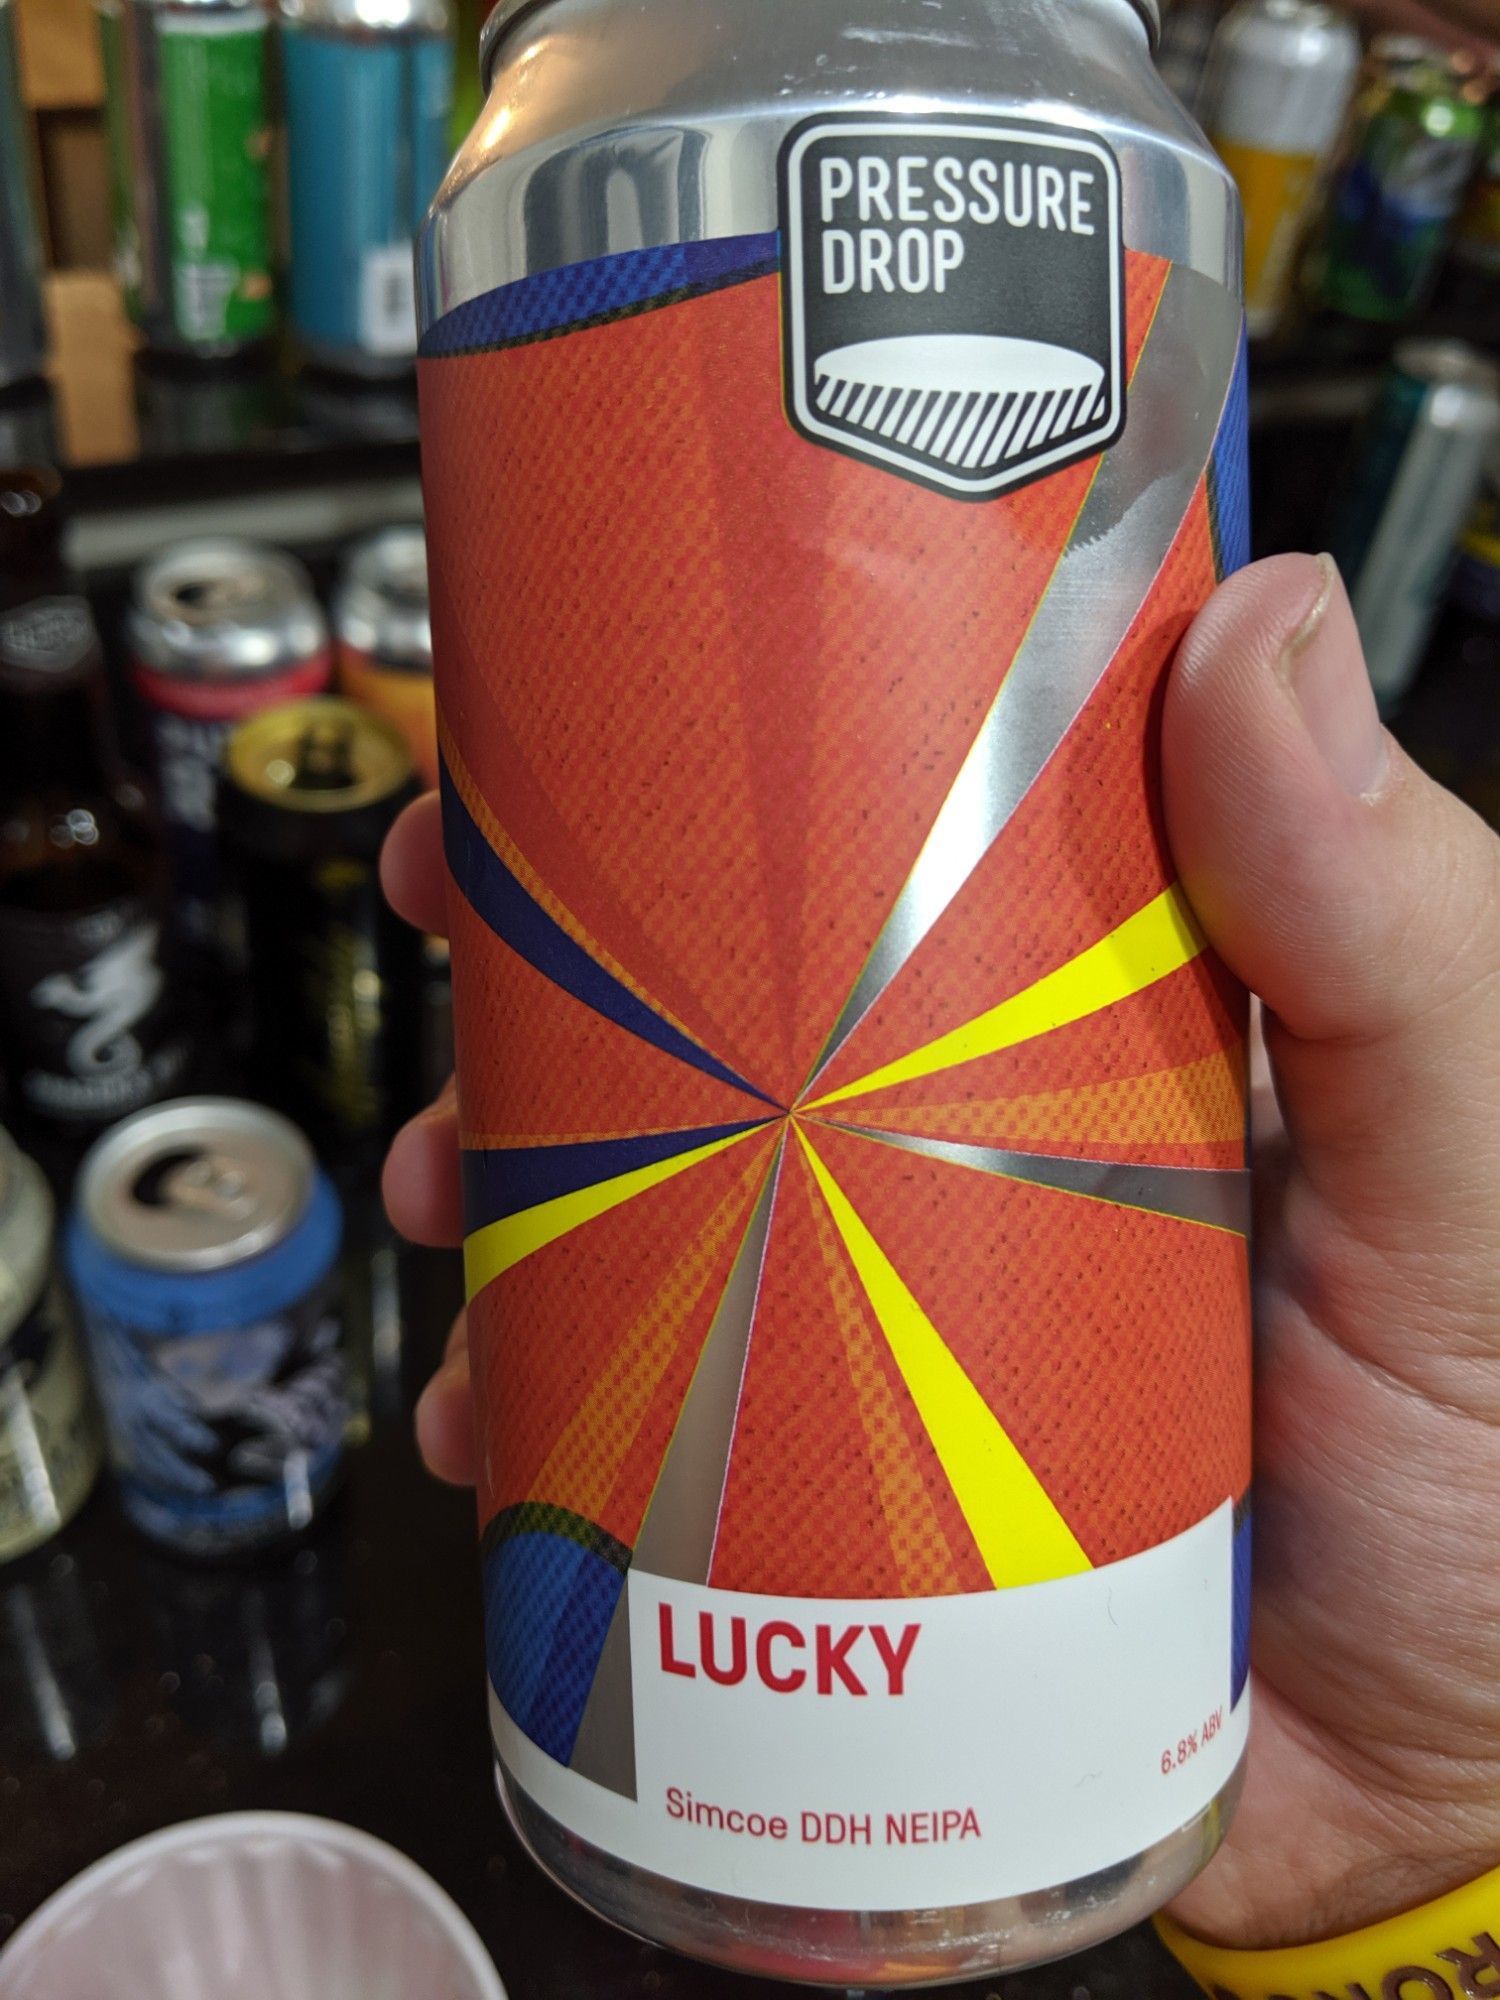 PRESSURE
DROP
LUCKY
6.8% ABV
Simcoe DDH NEIPA